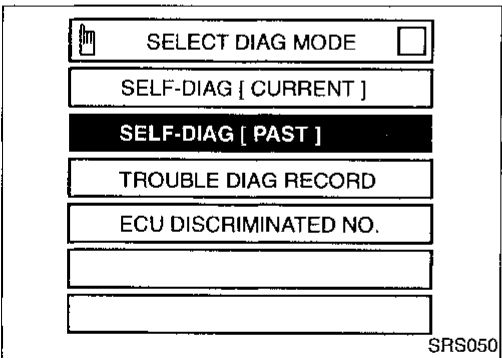 SELECT DIAG MODE
SELF-DIAG [ CURRENT ]
SELF-DIAG [ PAST ]
TROUBLE DIAG RECORD
ECU DISCRIMINATED NO.
SRS050